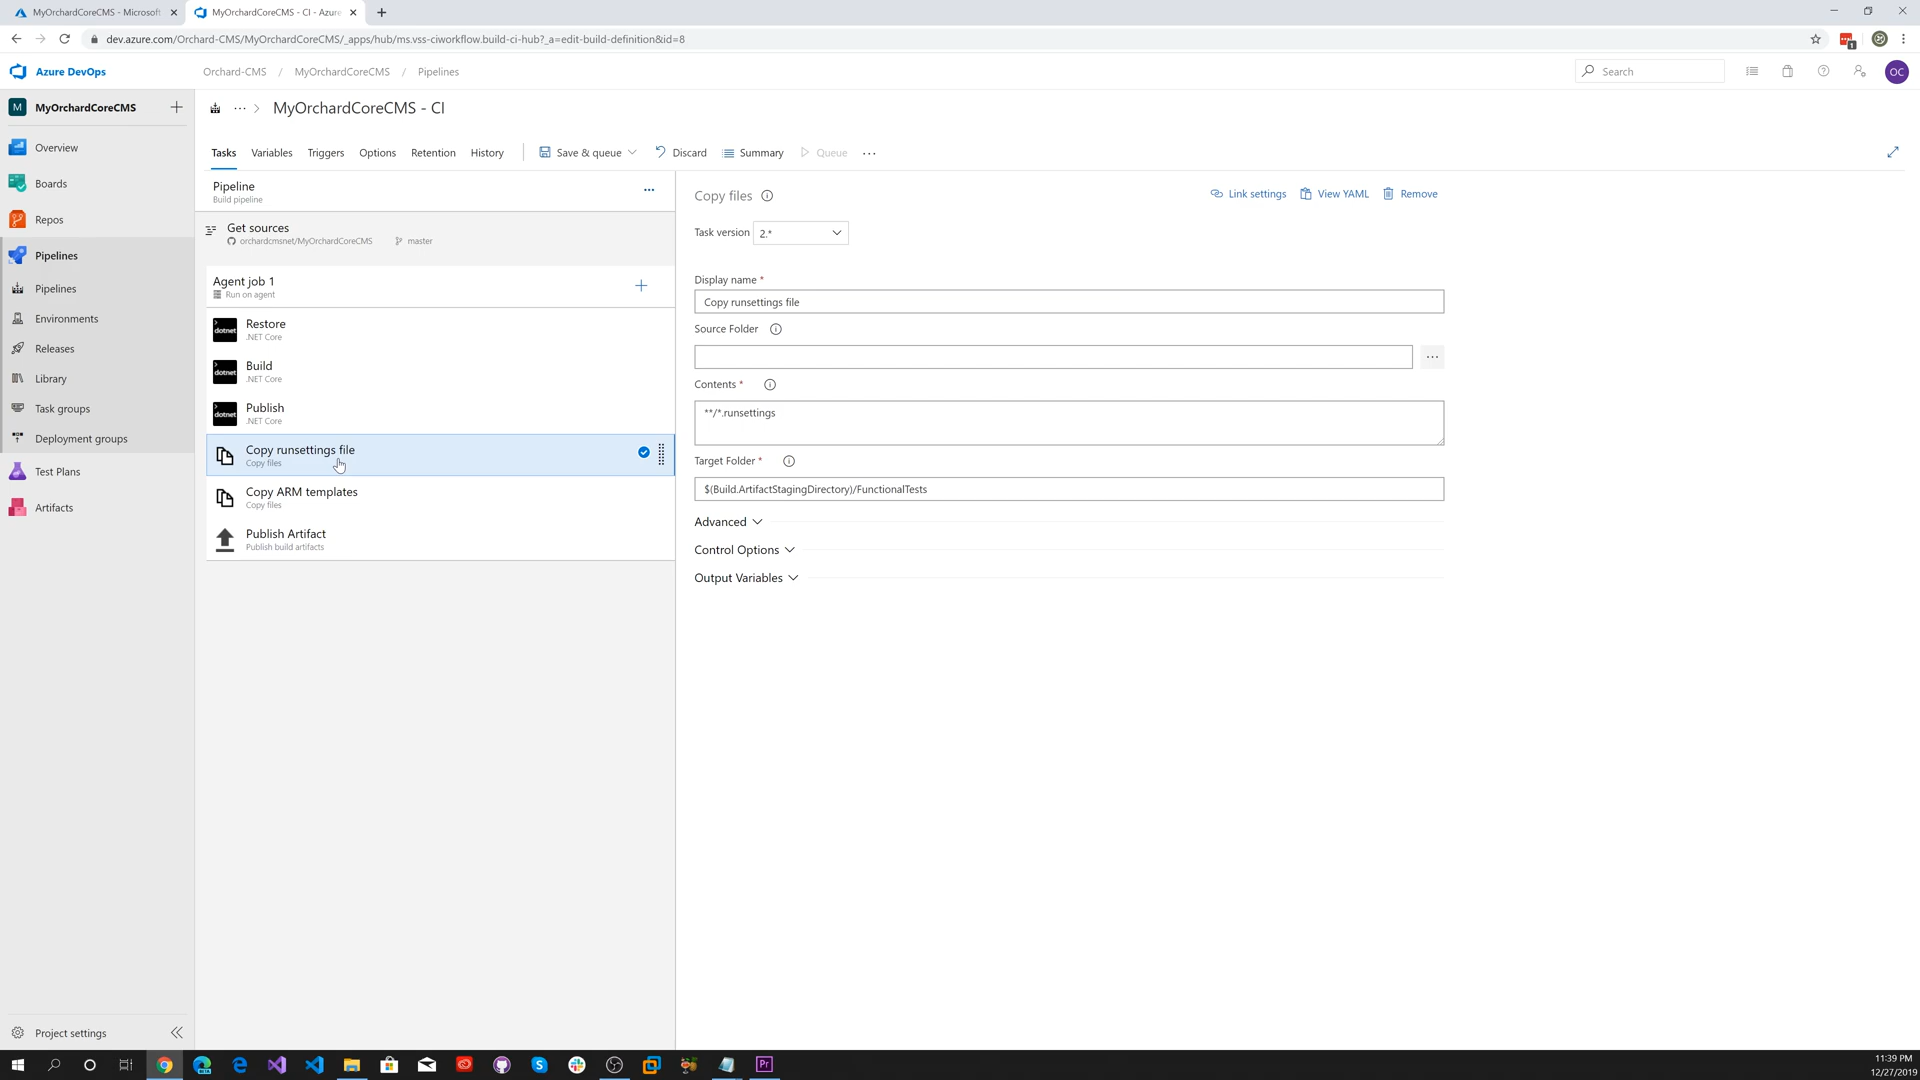 MyOrchardCoreCMS - Microsoft
MyOrchardCoreCMS - CI - Azure
dev.azure.com/Orchard-CMS/MyOrchardCoreCMS/_apps/hub/ms.vss-ciworkflow.build-ci-hub?_a=edit-build-definition&id=8
Azure DevOps
Orchard-CMS / MyOrchardCoreCMS / Pipelines
Search
OC
M MyOrchardCoreCMS
MyOrchardCoreCMS - CI
Overview
Boards
Repos
Pipelines
Pipelines
Environments
Releases
Library
Task groups
Deployment groups
Test Plans
Artifacts
Project settings
Tasks Variables Triggers Options Retention History Save & queue Discard Summary Queue
Pipeline
Build pipeline
Get sources
orchardcmsnet/MyOrchardCoreCMS master
Agent job 1
Run on agent
dotnet Restore
.NET Core
dotnet Build
.NET Core
dotnet Publish
.NET Core
Copy runsettings file
Copy files
Copy ARM templates
Copy files
Publish Artifact
Publish build artifacts
Copy files
Link settings View YAML Remove
Task version 2.*
Display name *
Copy runsettings file
Source Folder
Contents *
**/*.runsettings
Target Folder *
$(Build.ArtifactStagingDirectory)/FunctionalTests
Advanced
Control Options
Output Variables
11:39 PM
12/27/2019